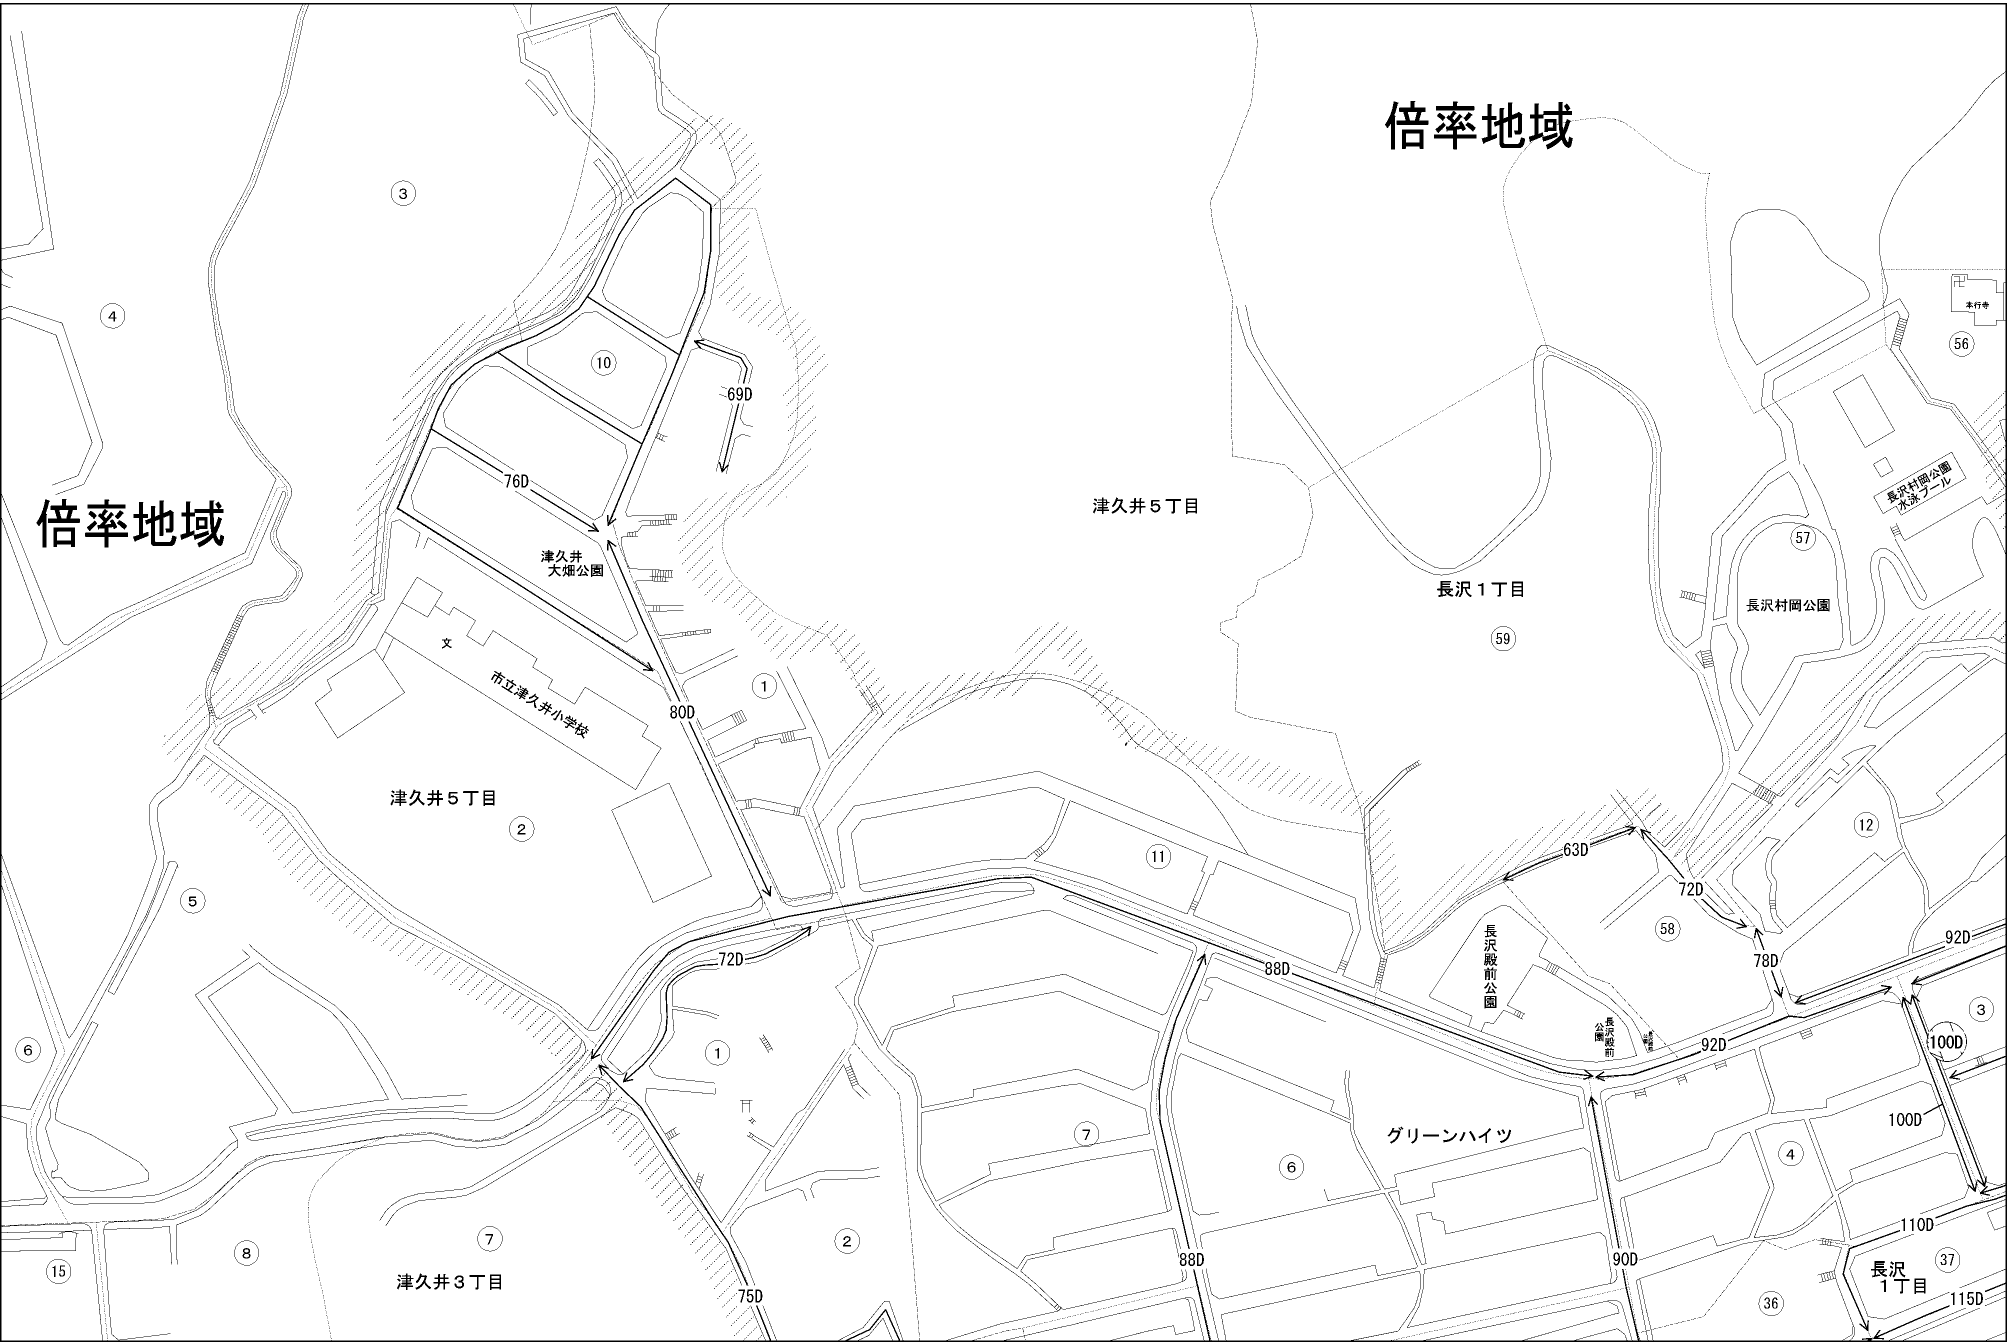 倍率地域
③
④
本行寺
56
10
69D
76D
長沢村岡公園
水泳プール
倍率地域
津久井５丁目
57
津久井
大畑公園
長沢１丁目
長沢村岡公園
文
59
市立津久井小学校
①
80D
津久井５丁目
②
12
63D
11
72D
⑤
58
長沢殿前公園
92D
72D
78D
88D
③
長沢殿前
公園
92D
100D
⑥
①
100D
⑦
グリーンハイツ
④
⑥
110D
②
⑦
⑧
88D
90D
37
15
長沢
１丁目
津久井３丁目
75D
36
115D